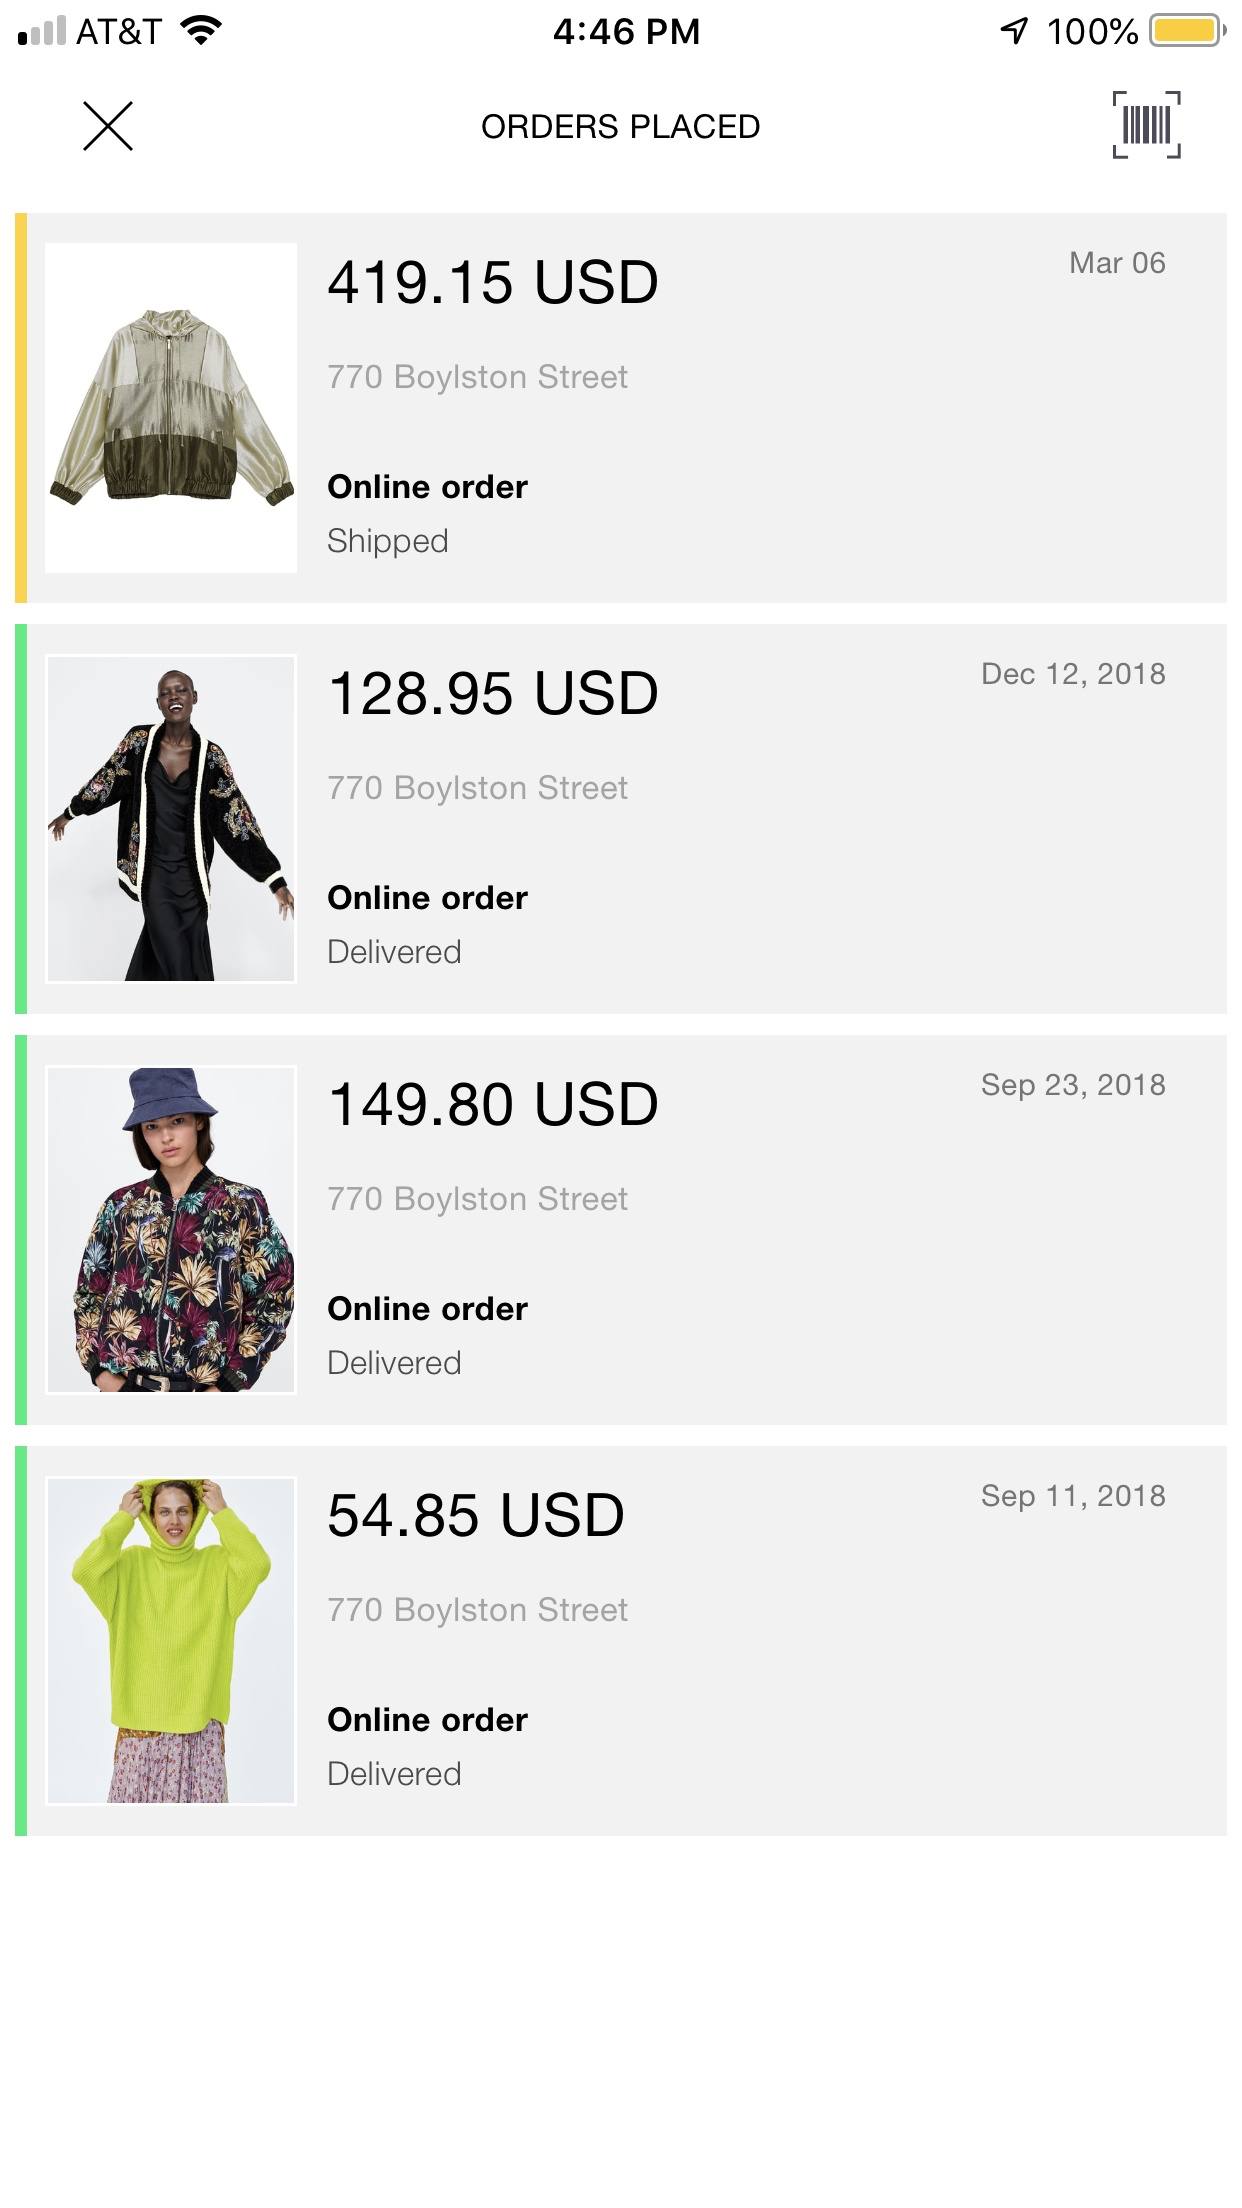 AT&T 4:46 PM 100%
ORDERS PLACED
419.15 USD
Mar 06
770 Boylston Street
Online order
Shipped
128.95 USD
Dec 12, 2018
770 Boylston Street
Online order
Delivered
149.80 USD
Sep 23, 2018
770 Boylston Street
Online order
Delivered
54.85 USD
Sep 11, 2018
770 Boylston Street
Online order
Delivered